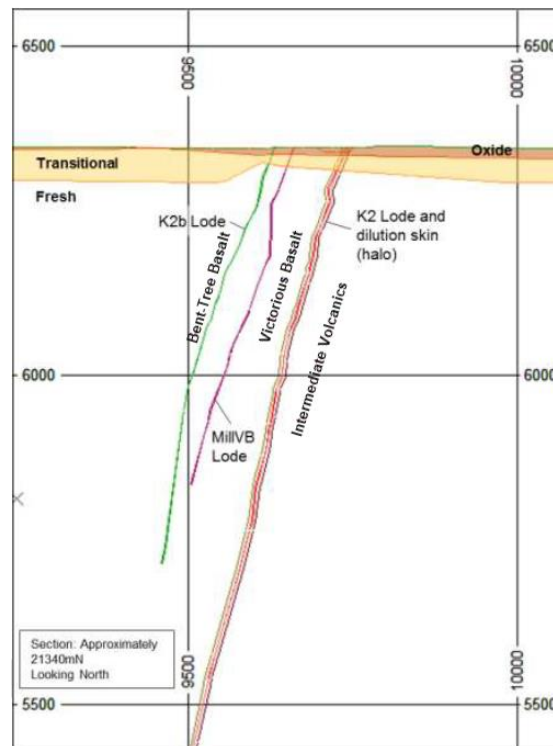 9500
10000
6500
6500
Oxide
Transitional
Fresh
K2b Lode
K2 Lode and
dilution skin
(halo)
Bent-Tree Basalt
Victorious Basalt
Intermediate Volcanics
6000
6000
MillVB
Lode
Section: Approximately
21340mN
Looking North
9500
10000
5500
5500